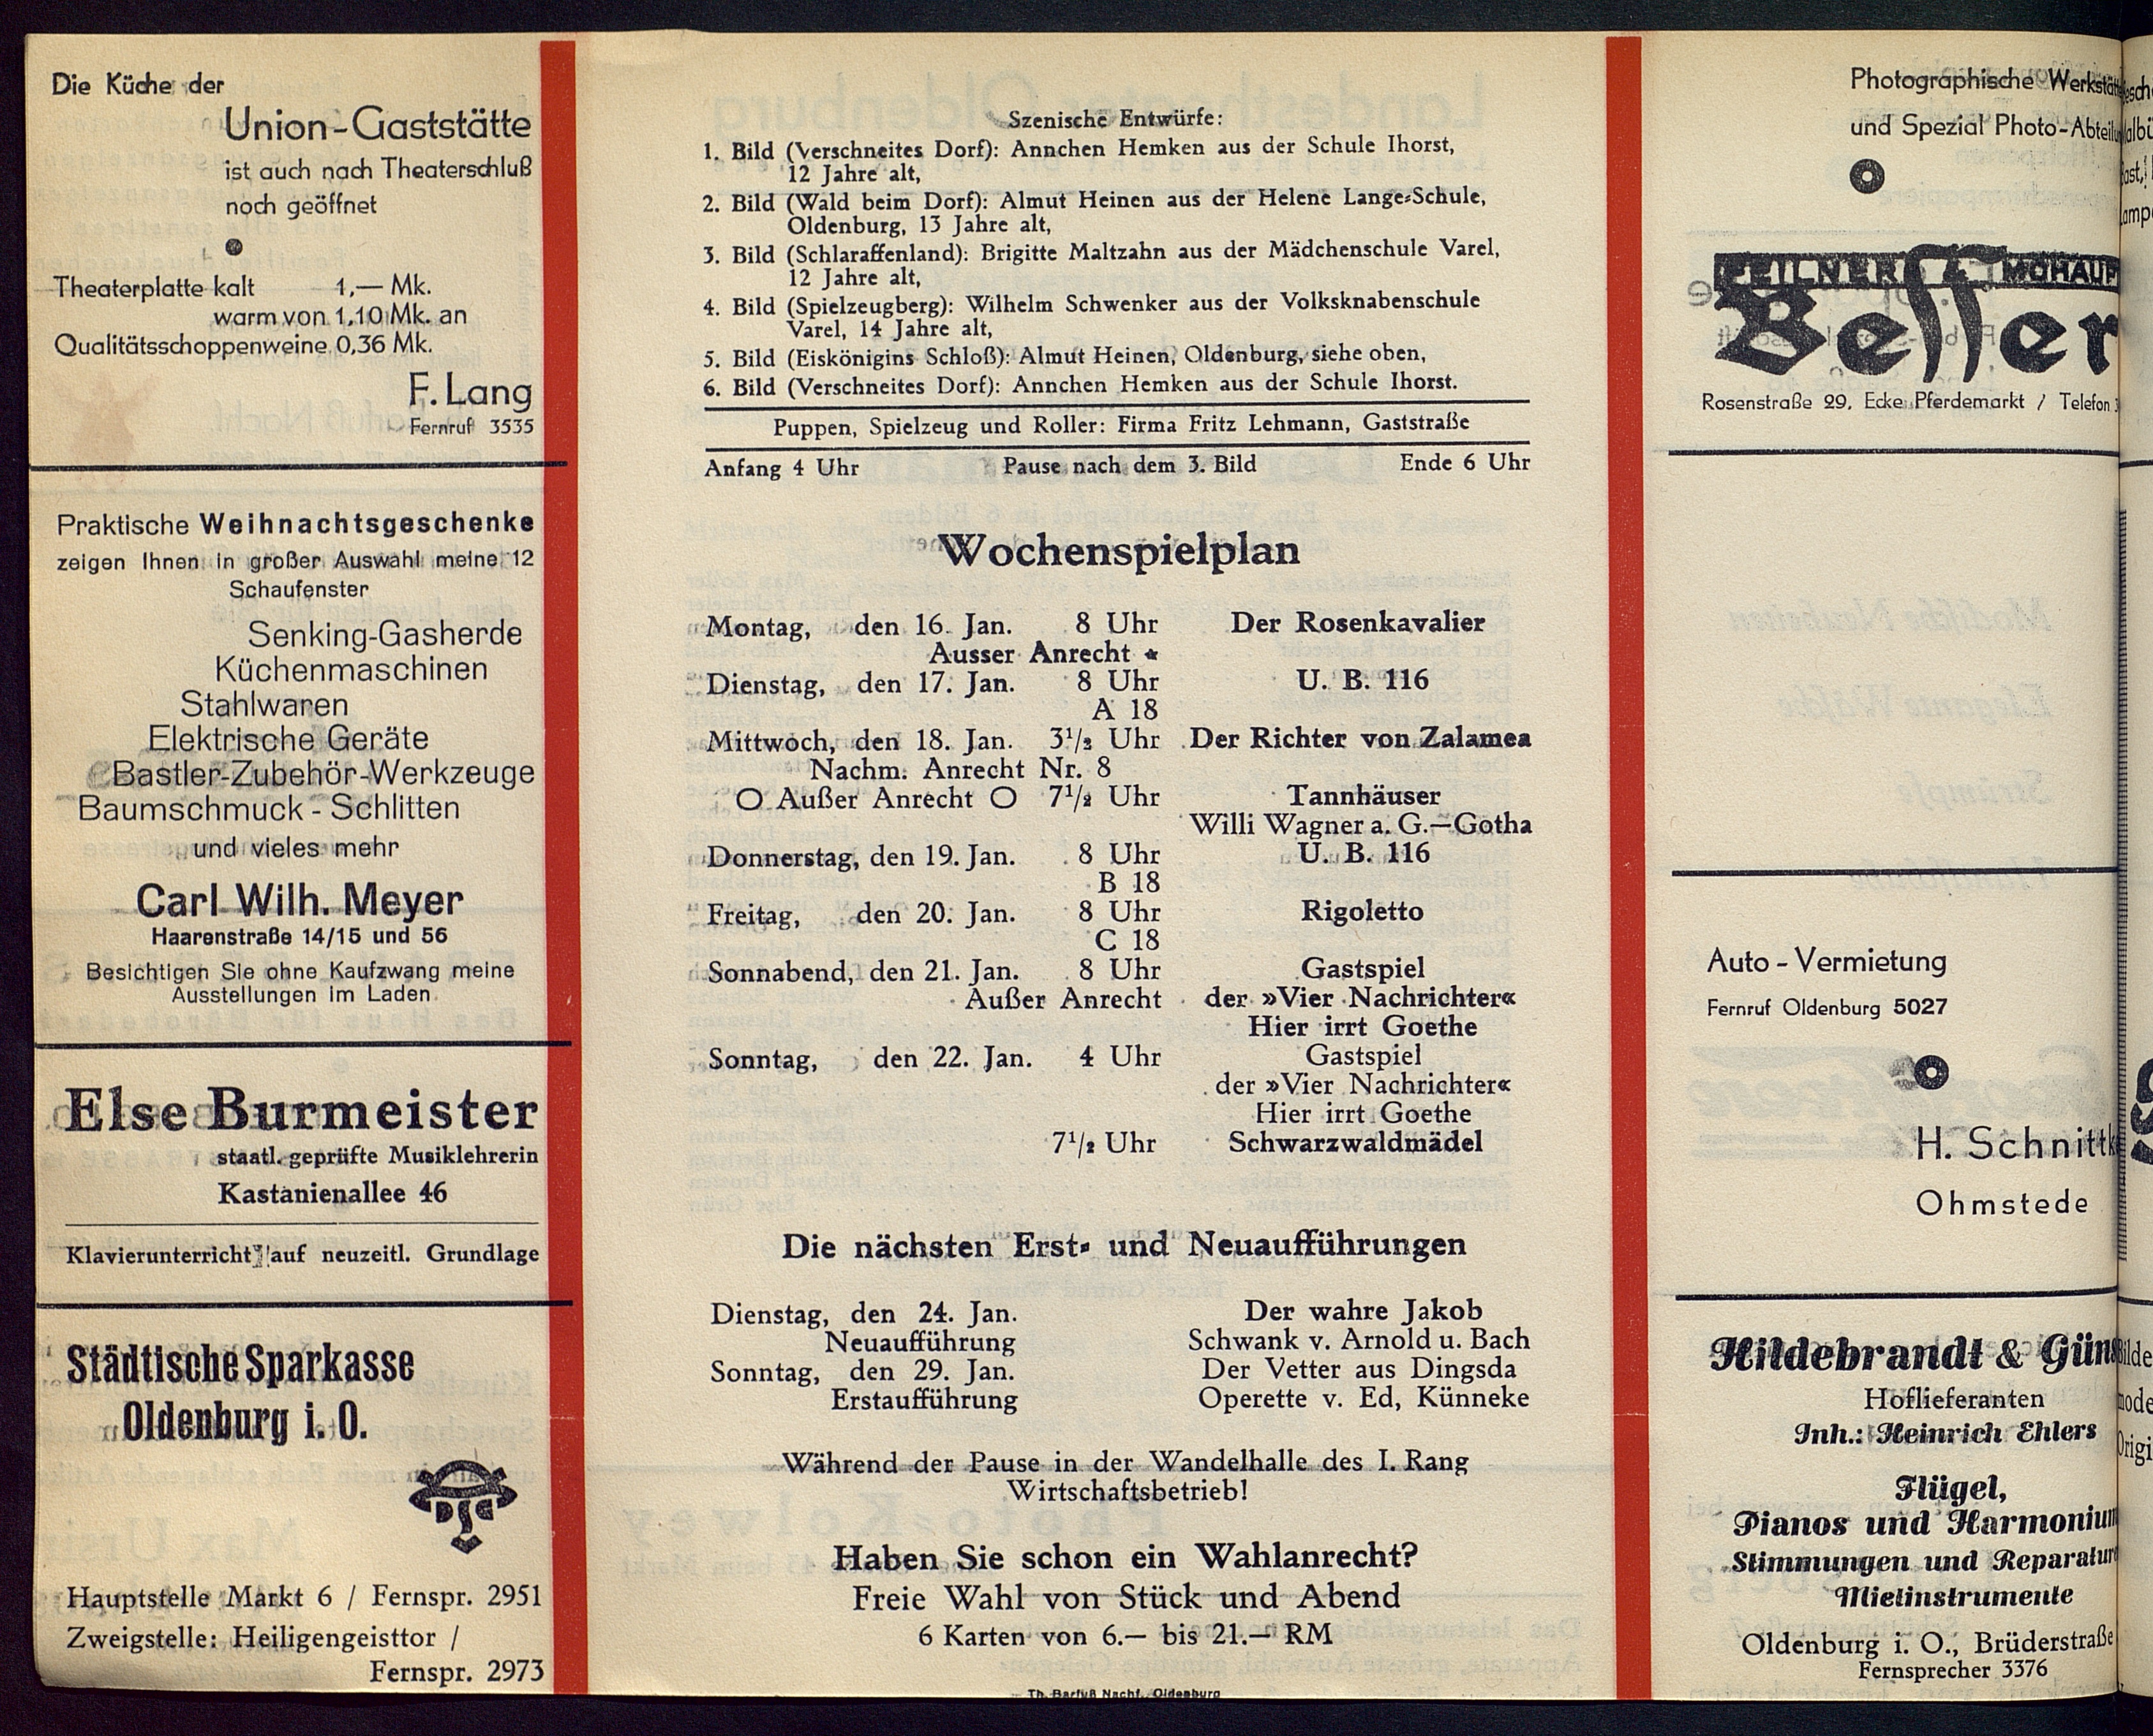 Die Küche der
Union-Gaststätte
ist auch nach Theaterschluß
noch geöffnet
Theaterplatte kalt 1,— Mk.
warm von 1,10 Mk. an
Qualitätsschoppenweine 0,36 Mk.
F. Lang
Fernruf 3535
Praktische Weihnachtsgeschenke
zeigen Ihnen in großer Auswahl meine 12
Schaufenster
Senking-Gasherde
Küchenmaschinen
Stahlwaren
Elektrische Geräte
Bastler-Zubehör-Werkzeuge
Baumschmuck - Schlitten
und vieles mehr
Carl Wilh. Meyer
Haarenstraße 14/15 und 56
Besichtigen Sie ohne Kaufzwang meine
Ausstellungen im Laden
Else Burmeister
staatl. geprüfte Musiklehrerin
Kastanienallee 46
Klavierunterricht auf neuzeitl. Grundlage
Städtische Sparkasse
Oldenburg i. O.
Hauptstelle Markt 6 / Fernspr. 2951
Zweigstelle: Heiligengeisttor /
Fernspr. 2973
Szenische Entwürfe:
1. Bild (Verschneites Dorf): Annchen Hemken aus der Schule Ihorst,
12 Jahre alt,
2. Bild (Wald beim Dorf): Almut Heinen aus der Helene Lange-Schule,
Oldenburg, 13 Jahre alt,
3. Bild (Schlaraffenland): Brigitte Maltzahn aus der Mädchenschule Varel,
12 Jahre alt,
4. Bild (Spielzeugberg): Wilhelm Schwenker aus der Volksknabenschule
Varel, 14 Jahre alt,
5. Bild (Eiskönigins Schloß): Almut Heinen, Oldenburg, siehe oben,
6. Bild (Verschneites Dorf): Annchen Hemken aus der Schule Ihorst.
Puppen, Spielzeug und Roller: Firma Fritz Lehmann, Gaststraße
Anfang 4 Uhr Pause nach dem 3. Bild Ende 6 Uhr
Wochenspielplan
Montag, den 16. Jan. 8 Uhr Der Rosenkavalier
Ausser Anrecht *
Dienstag, den 17. Jan. 8 Uhr U. B. 116
A 18
Mittwoch, den 18. Jan. 3½ Uhr Der Richter von Zalamea
Nachm. Anrecht Nr. 8
O Außer Anrecht O 7½ Uhr Tannhäuser
Willi Wagner a. G.—Gotha
Donnerstag, den 19. Jan. 8 Uhr U. B. 116
B 18
Freitag, den 20. Jan. 8 Uhr Rigoletto
C 18
Sonnabend, den 21. Jan. 8 Uhr Gastspiel
Außer Anrecht der »Vier Nachrichter«
Hier irrt Goethe
Sonntag, den 22. Jan. 4 Uhr Gastspiel
der »Vier Nachrichter«
Hier irrt Goethe
7½ Uhr Schwarzwaldmädel
Die nächsten Erst- und Neuaufführungen
Dienstag, den 24. Jan. Der wahre Jakob
Neuaufführung Schwank v. Arnold u. Bach
Sonntag, den 29. Jan. Der Vetter aus Dingsda
Erstaufführung Operette v. Ed, Künneke
Während der Pause in der Wandelhalle des I. Rang
Wirtschaftsbetrieb!
Haben Sie schon ein Wahlanrecht?
Freie Wahl von Stück und Abend
6 Karten von 6.— bis 21.— RM
Th. Barfuß Nachf., Oldenburg
Photographische
und Spezial
FEILNER &
Besser
Rosenstraße 29, Ecke Pferdemarkt / Telefon
Auto - Vermietung
Fernruf Oldenburg 5027
H.
Ohmstede
Hildebrandt &
Hoflieferanten
Inh.: Heinrich Ehlers
Flügel,
Pianos und
Stimmungen und
Mietinstrumente
Oldenburg i. O., Brüderstraße
Fernsprecher 3376